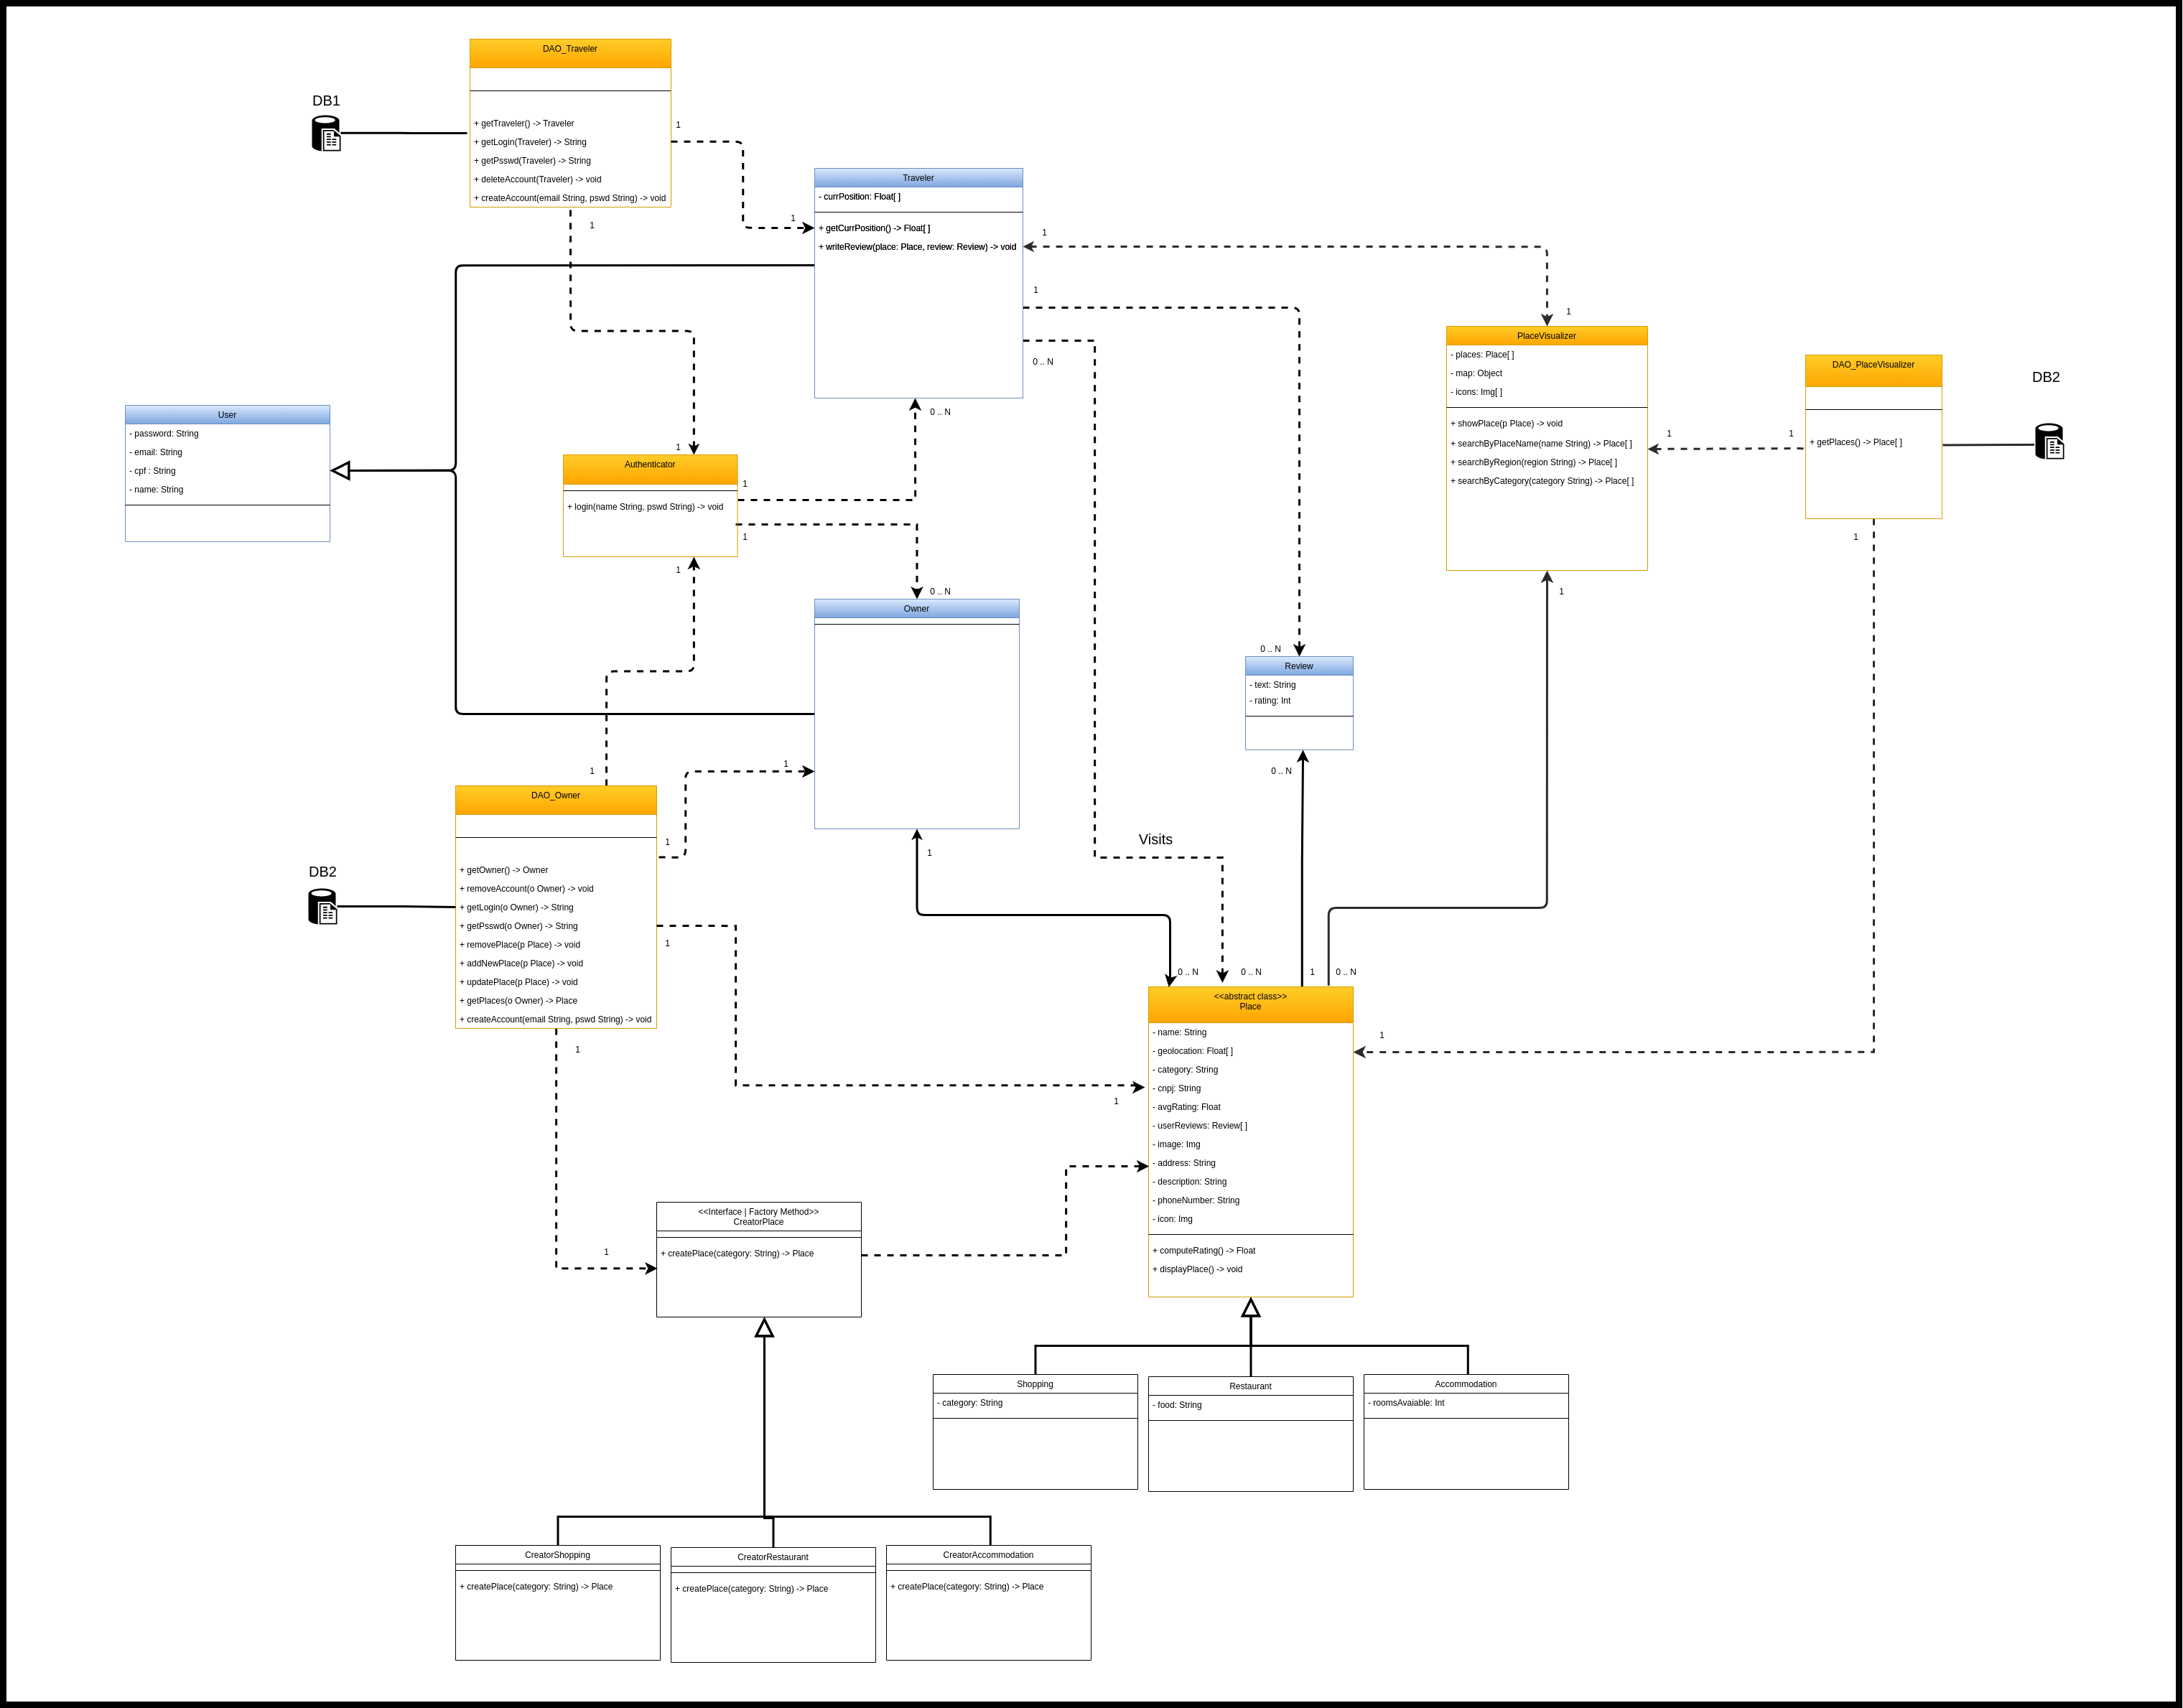 DAO_Traveler
+ getTraveler() -> Traveler
+ getLogin(Traveler) -> String
+ getPsswd(Traveler) -> String
+ deleteAccount(Traveler) -> void
+ createAccount(email String, pswd String) -> void
DB1
1
1
1
Traveler
- currPosition: Float[ ]
+ getCurrPosition() -> Float[ ]
+ writeReview(place: Place, review: Review) -> void
1
1
0 .. N
0 .. N
1
PlaceVisualizer
- places: Place[ ]
- map: Object
- icons: Img[ ]
+ showPlace(p Place) -> void
+ searchByPlaceName(name String) -> Place[ ]
+ searchByRegion(region String) -> Place[ ]
+ searchByCategory(category String) -> Place[ ]
1
1
1
DAO_PlaceVisualizer
+ getPlaces() -> Place[ ]
1
DB2
User
- password: String
- email: String
- cpf : String
- name: String
1
Authenticator
+ login(name String, pswd String) -> void
1
1
1
0 .. N
Owner
1
1
0 .. N
Review
- text: String
- rating: Int
0 .. N
1
DAO_Owner
+ getOwner() -> Owner
+ removeAccount(o Owner) -> void
+ getLogin(o Owner) -> String
+ getPsswd(o Owner) -> String
+ removePlace(p Place) -> void
+ addNewPlace(p Place) -> void
+ updatePlace(p Place) -> void
+ getPlaces(o Owner) -> Place
+ createAccount(email String, pswd String) -> void
DB2
1
1
1
Visits
0 .. N
0 .. N
1
0 .. N
<<abstract class>>
Place
- name: String
- geolocation: Float[ ]
- category: String
- cnpj: String
- avgRating: Float
- userReviews: Review[ ]
- image: Img
- address: String
- description: String
- phoneNumber: String
- icon: Img
+ computeRating() -> Float
+ displayPlace() -> void
1
1
1
<<Interface | Factory Method>>
CreatorPlace
+ createPlace(category: String) -> Place
Shopping
- category: String
Restaurant
- food: String
Accommodation
- roomsAvaiable: Int
CreatorShopping
+ createPlace(category: String) -> Place
CreatorRestaurant
+ createPlace(category: String) -> Place
CreatorAccommodation
+ createPlace(category: String) -> Place